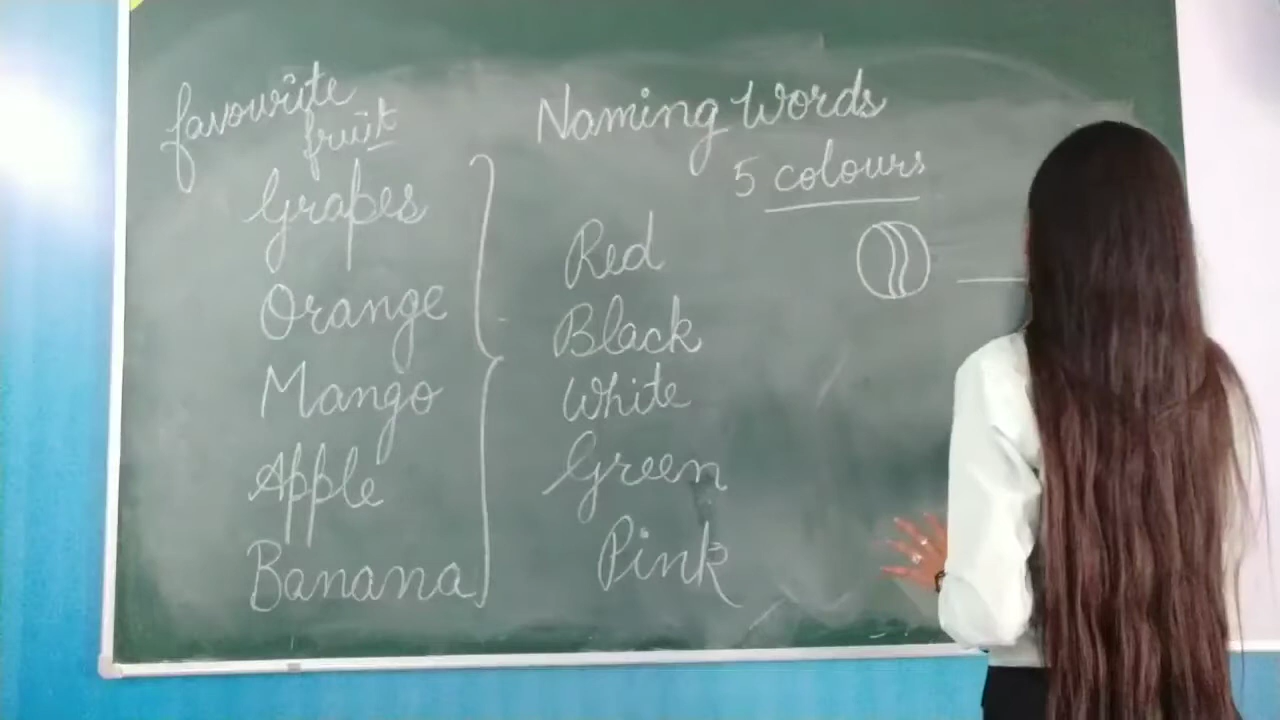 favourite
fruit
Grapes
Orange
Mango
Apple
Banana
Naming Words
5 colours
Red
Black
White
Green
Pink